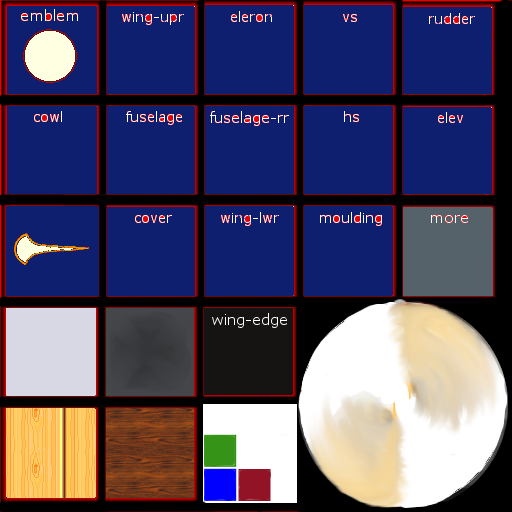 emblem wing-upr eleron vs rudder
cowl fuselage fuselage-rr hs elev
cover wing-lwr moulding more
wing-edge